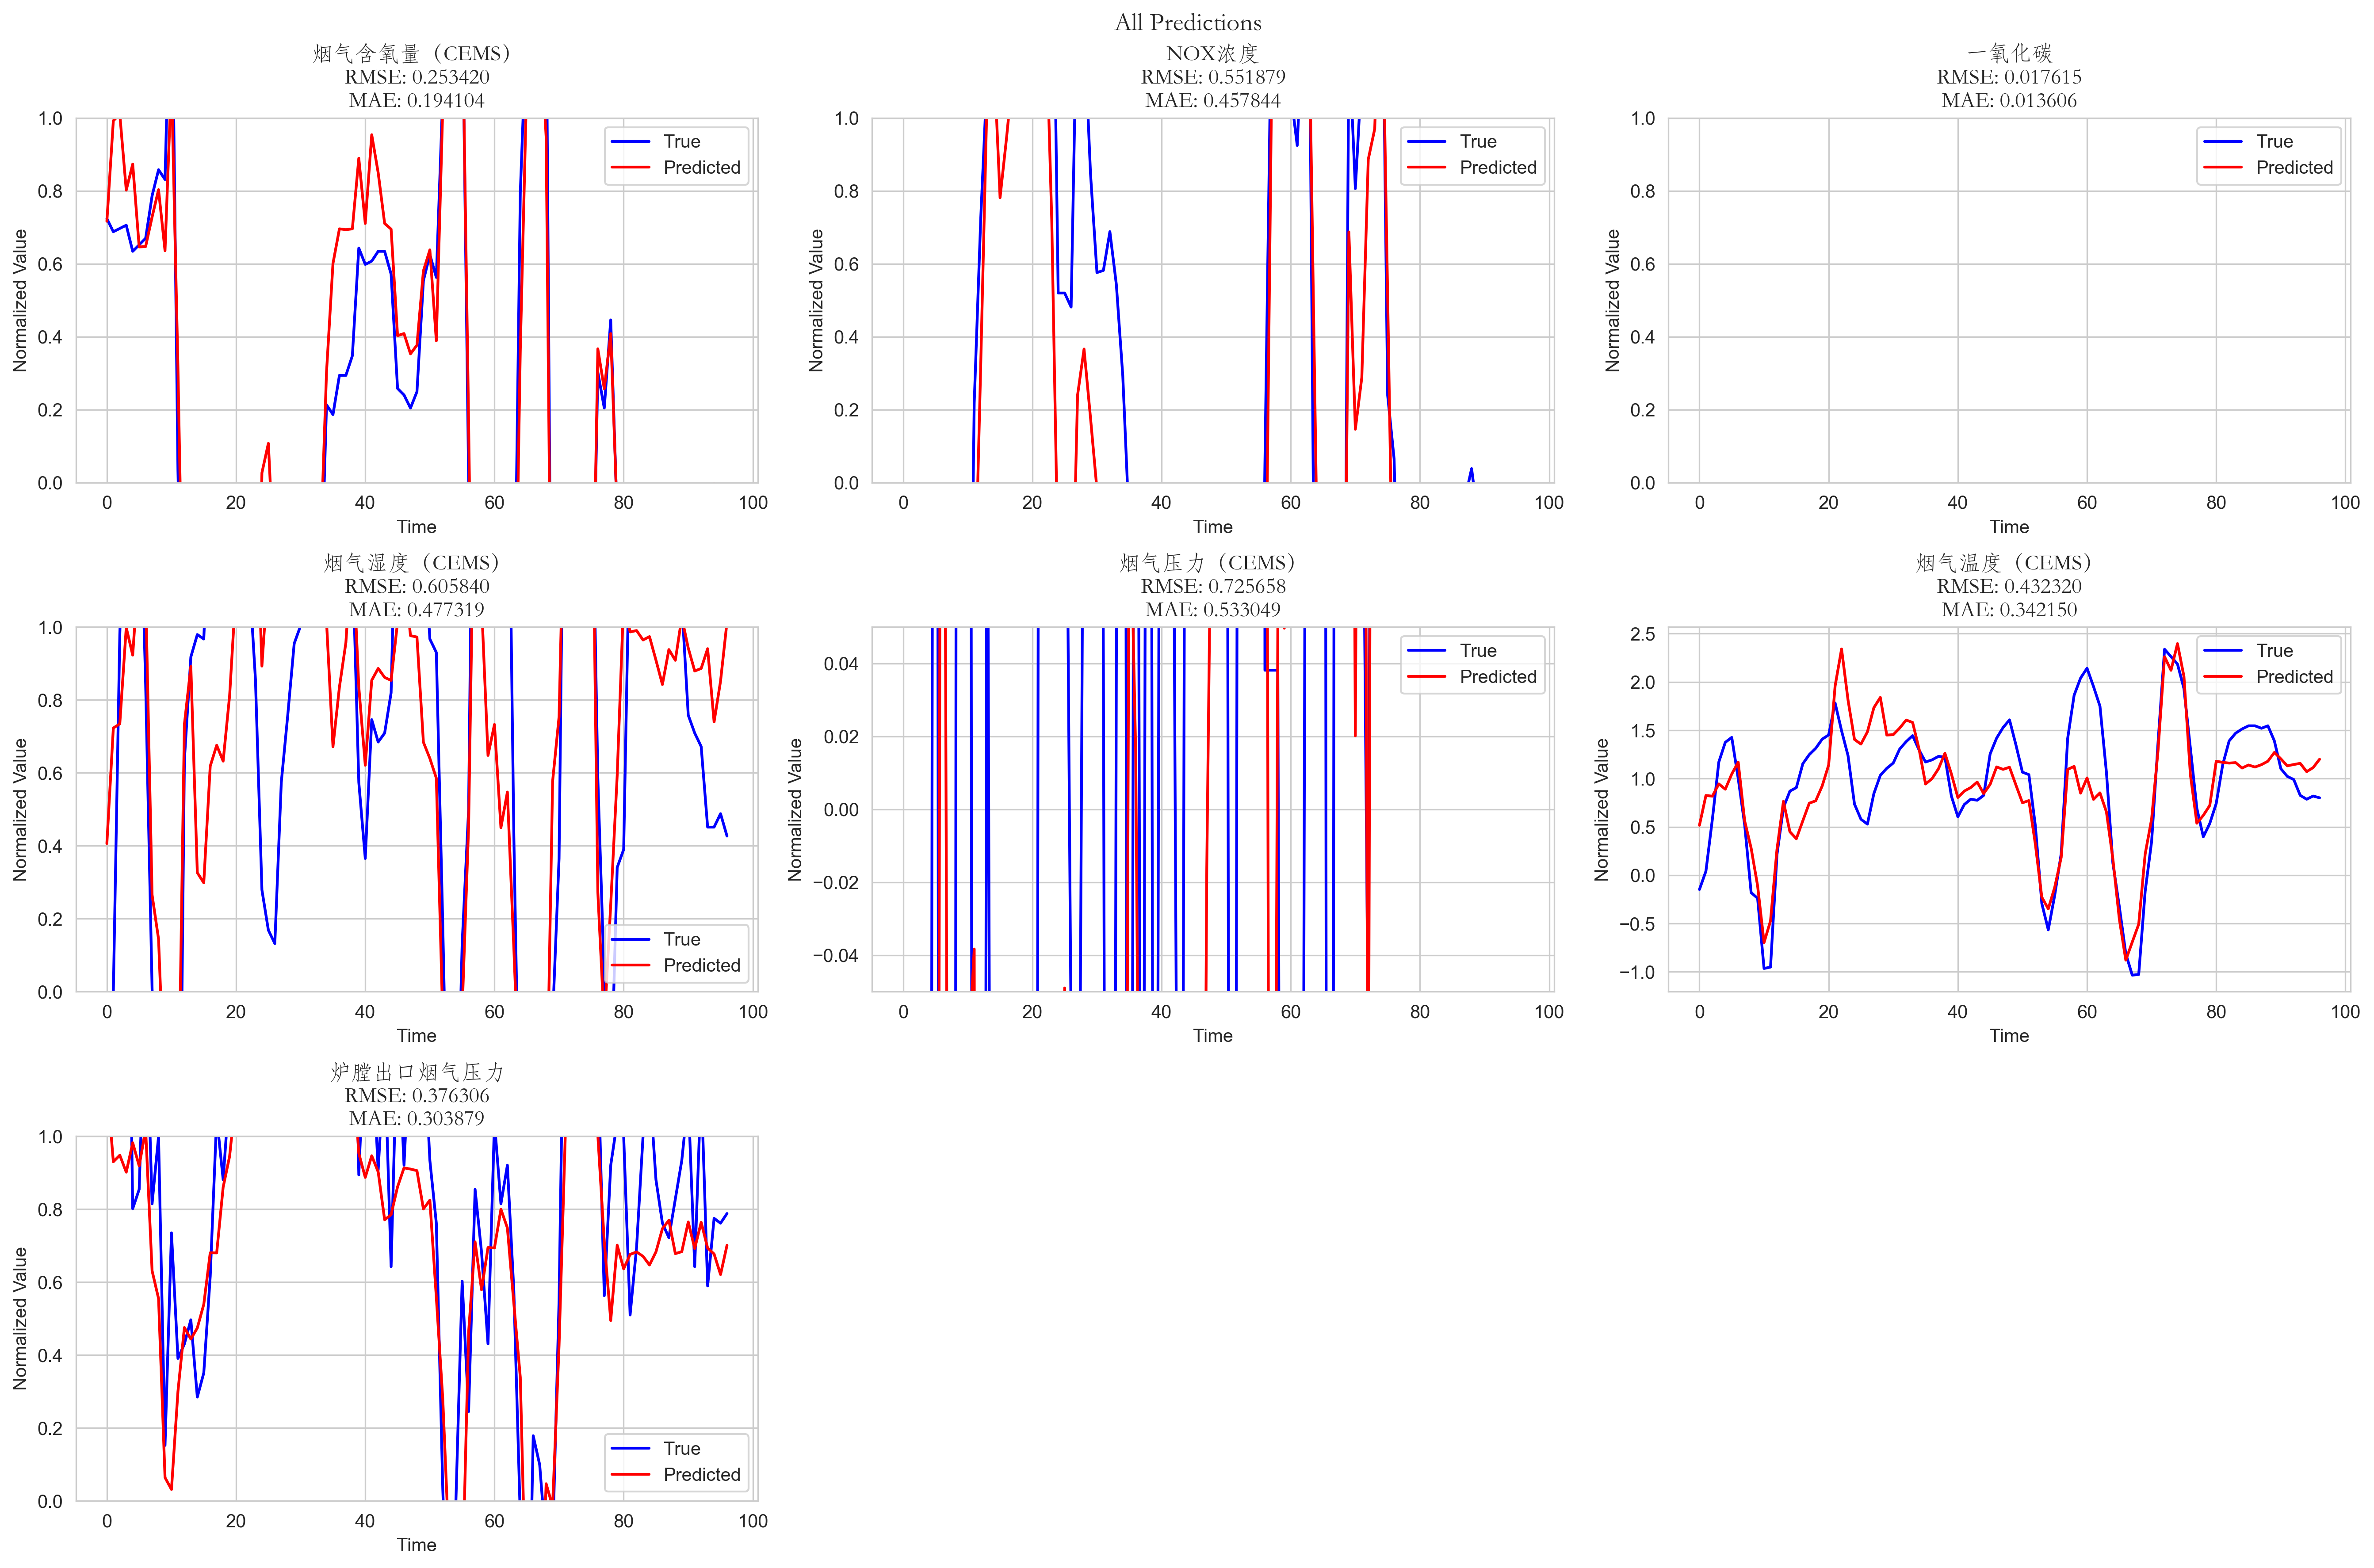 All Predictions
烟气含氧量（CEMS）
RMSE: 0.253420
MAE: 0.194104
1.0
0.8
0.6
0.4
0.2
0.0
Normalized Value
True
Predicted
0 20 40 60 80 100
Time
NOX浓度
RMSE: 0.551879
MAE: 0.457844
1.0
0.8
0.6
0.4
0.2
0.0
Normalized Value
True
Predicted
0 20 40 60 80 100
Time
一氧化碳
RMSE: 0.017615
MAE: 0.013606
1.0
0.8
0.6
0.4
0.2
0.0
Normalized Value
True
Predicted
0 20 40 60 80 100
Time
烟气湿度（CEMS）
RMSE: 0.605840
MAE: 0.477319
1.0
0.8
0.6
0.4
0.2
0.0
Normalized Value
True
Predicted
0 20 40 60 80 100
Time
烟气压力（CEMS）
RMSE: 0.725658
MAE: 0.533049
0.04
0.02
0.00
−0.02
−0.04
Normalized Value
True
Predicted
0 20 40 60 80 100
Time
烟气温度（CEMS）
RMSE: 0.432320
MAE: 0.342150
2.5
2.0
1.5
1.0
0.5
0.0
−0.5
−1.0
Normalized Value
True
Predicted
0 20 40 60 80 100
Time
炉膛出口烟气压力
RMSE: 0.376306
MAE: 0.303879
1.0
0.8
0.6
0.4
0.2
0.0
Normalized Value
True
Predicted
0 20 40 60 80 100
Time